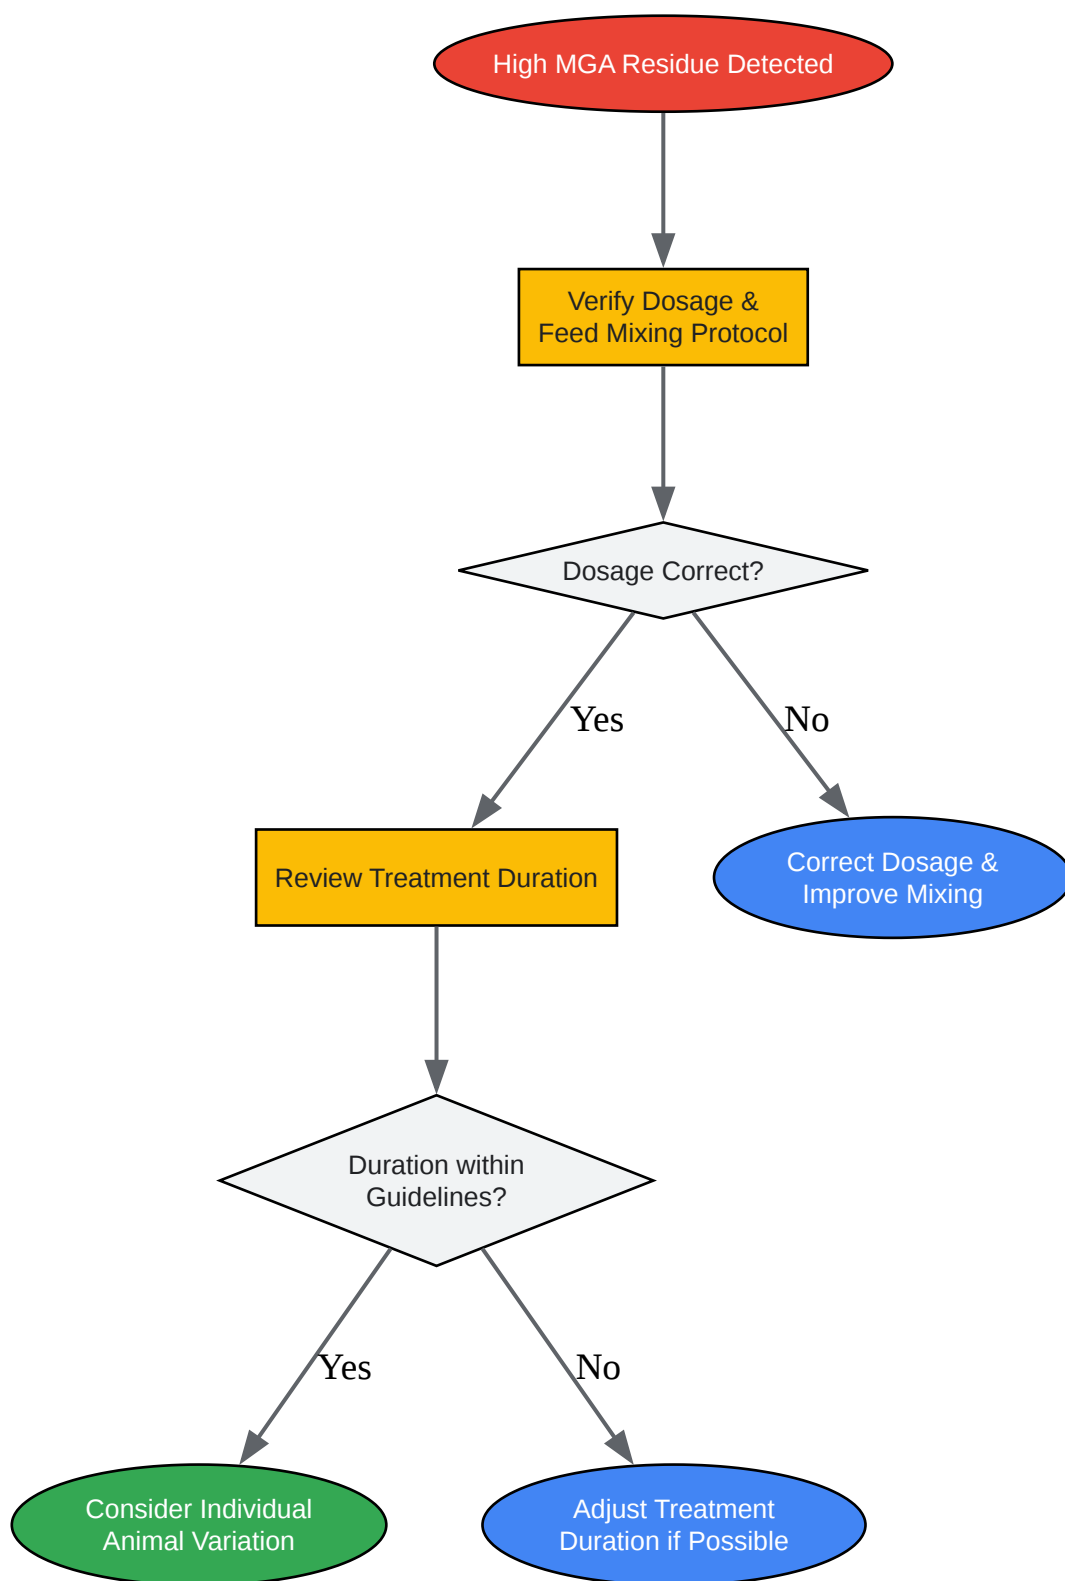 High MGA Residue Detected
Verify Dosage &
Feed Mixing Protocol
Dosage Correct?
Yes
No
Review Treatment Duration
Correct Dosage &
Improve Mixing
Duration within
Guidelines?
Yes
No
Consider Individual
Animal Variation
Adjust Treatment
Duration if Possible